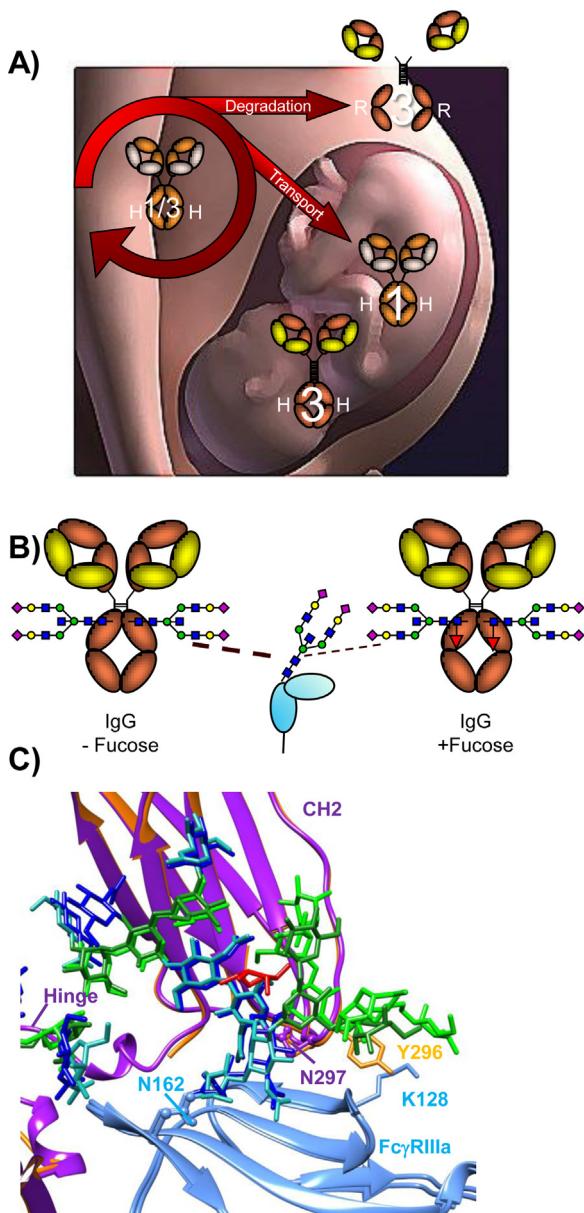 A)
Degradation
R 3 R
Transport
H 1/3 H
H 1 H
H 3 H
B)
IgG
- Fucose
IgG
+Fucose
C)
CH2
Hinge
Y296
N297
N162
K128
FcγRIIIa